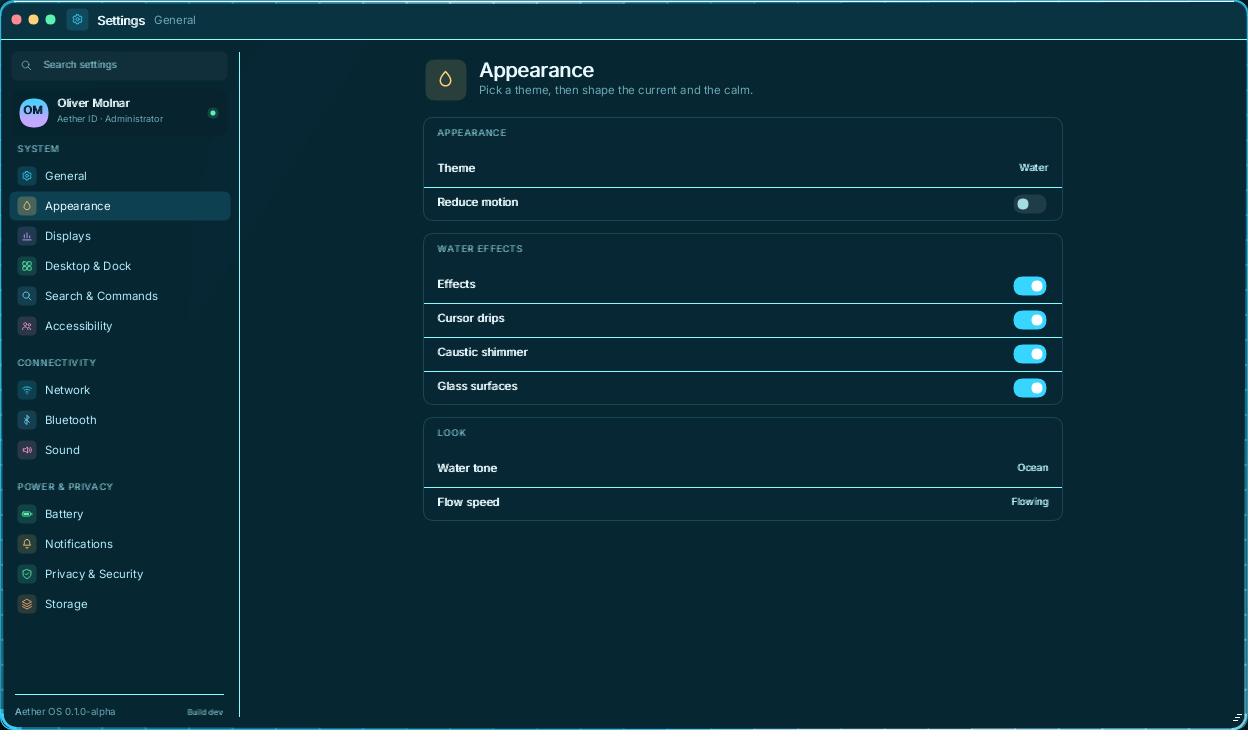 Settings General
Search settings
OM
Oliver Molnar
Aether ID · Administrator
SYSTEM
General
Appearance
Displays
Desktop & Dock
Search & Commands
Accessibility
CONNECTIVITY
Network
Bluetooth
Sound
POWER & PRIVACY
Battery
Notifications
Privacy & Security
Storage
Aether OS 0.1.0-alpha
Build dev
Appearance
Pick a theme, then shape the current and the calm.
APPEARANCE
Theme Water
Reduce motion
WATER EFFECTS
Effects
Cursor drips
Caustic shimmer
Glass surfaces
LOOK
Water tone Ocean
Flow speed Flowing